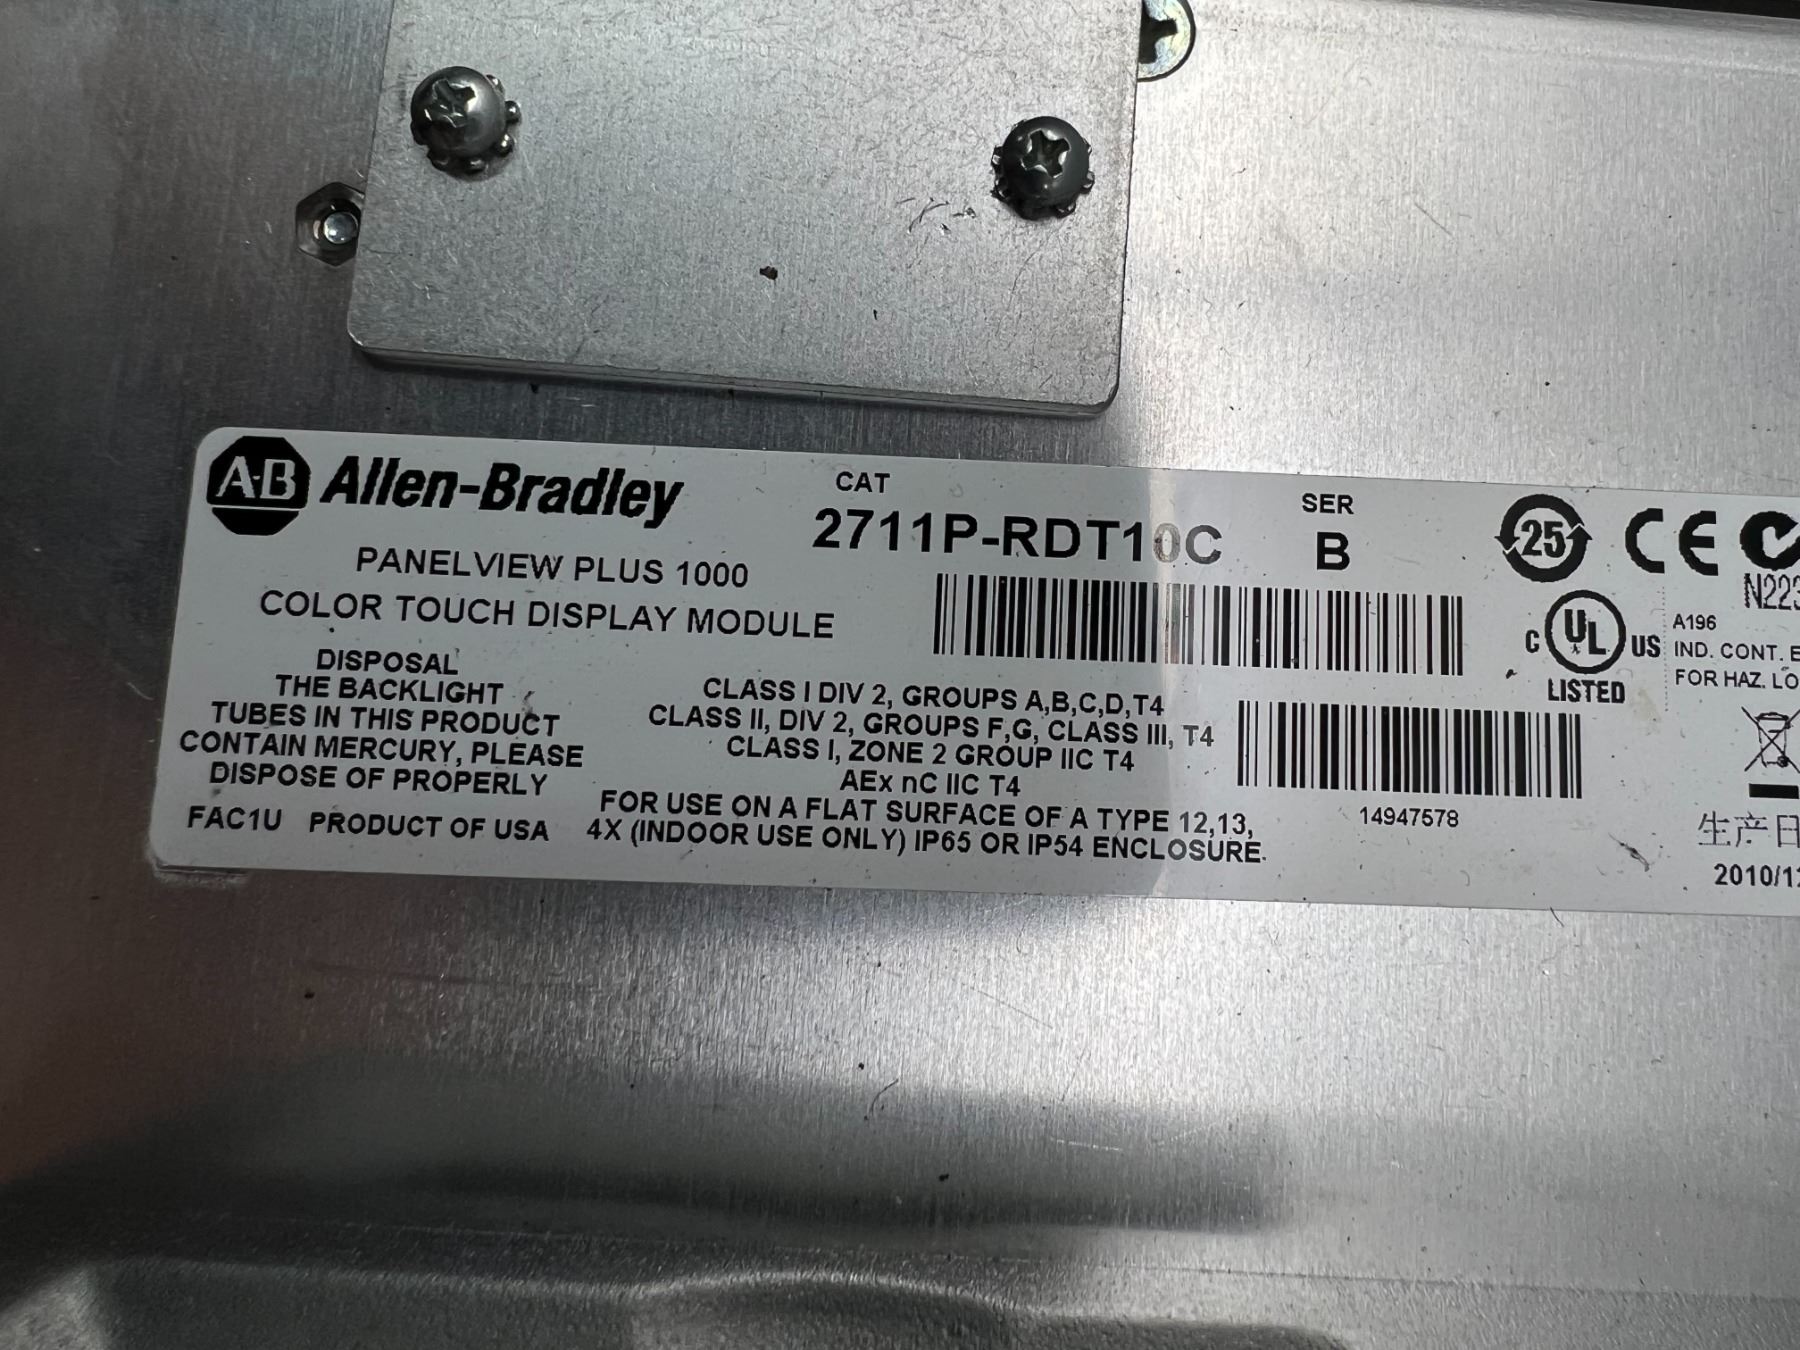 A-B Allen-Bradley
PANELVIEW PLUS 1000
COLOR TOUCH DISPLAY MODULE
DISPOSAL
THE BACKLIGHT
TUBES IN THIS PRODUCT
CONTAIN MERCURY, PLEASE
DISPOSE OF PROPERLY
FAC1U PRODUCT OF USA
CAT
2711P-RDT10C
SER
B
CLASS I DIV 2, GROUPS A,B,C,D,T4
CLASS II, DIV 2, GROUPS F,G, CLASS III, T4
CLASS I, ZONE 2 GROUP IIC T4
AEx nC IIC T4
FOR USE ON A FLAT SURFACE OF A TYPE 12,13,
4X (INDOOR USE ONLY) IP65 OR IP54 ENCLOSURE.
14947578
25
CE
N223
C UL US
LISTED
A196
IND. CONT. E
FOR HAZ. LO
生产日
2010/12